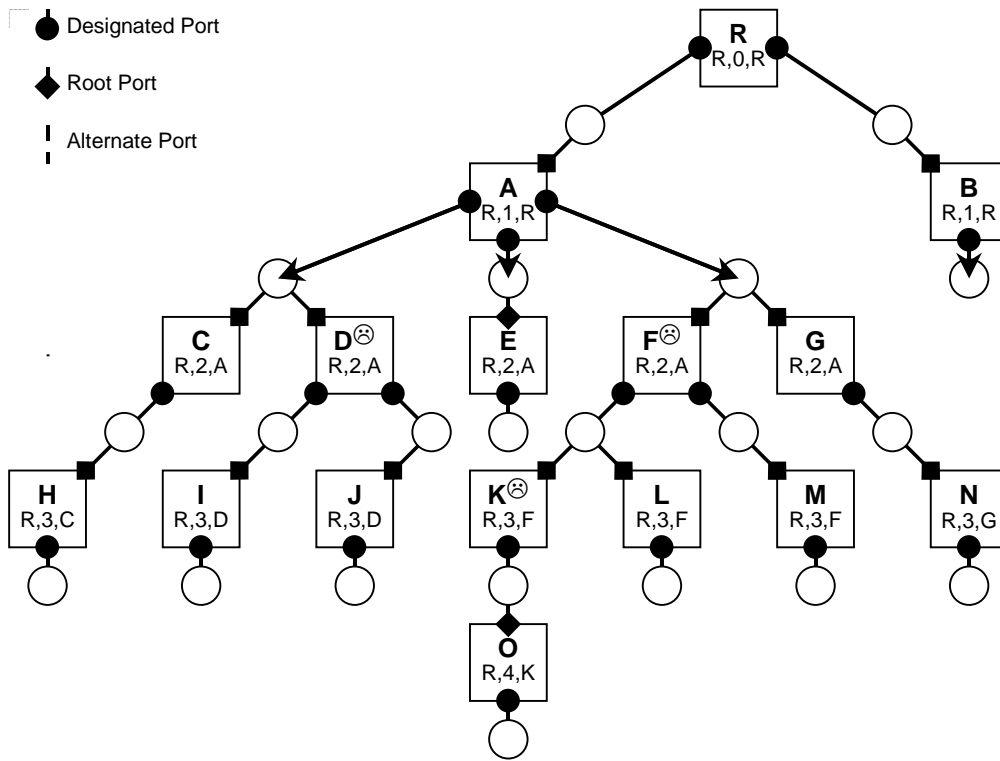 Designated Port
Root Port
Alternate Port
R
R,0,R
A
R,1,R
B
R,1,R
C
R,2,A
D☹
R,2,A
E
R,2,A
F☹
R,2,A
G
R,2,A
H
R,3,C
I
R,3,D
J
R,3,D
K☹
R,3,F
L
R,3,F
M
R,3,F
N
R,3,G
O
R,4,K